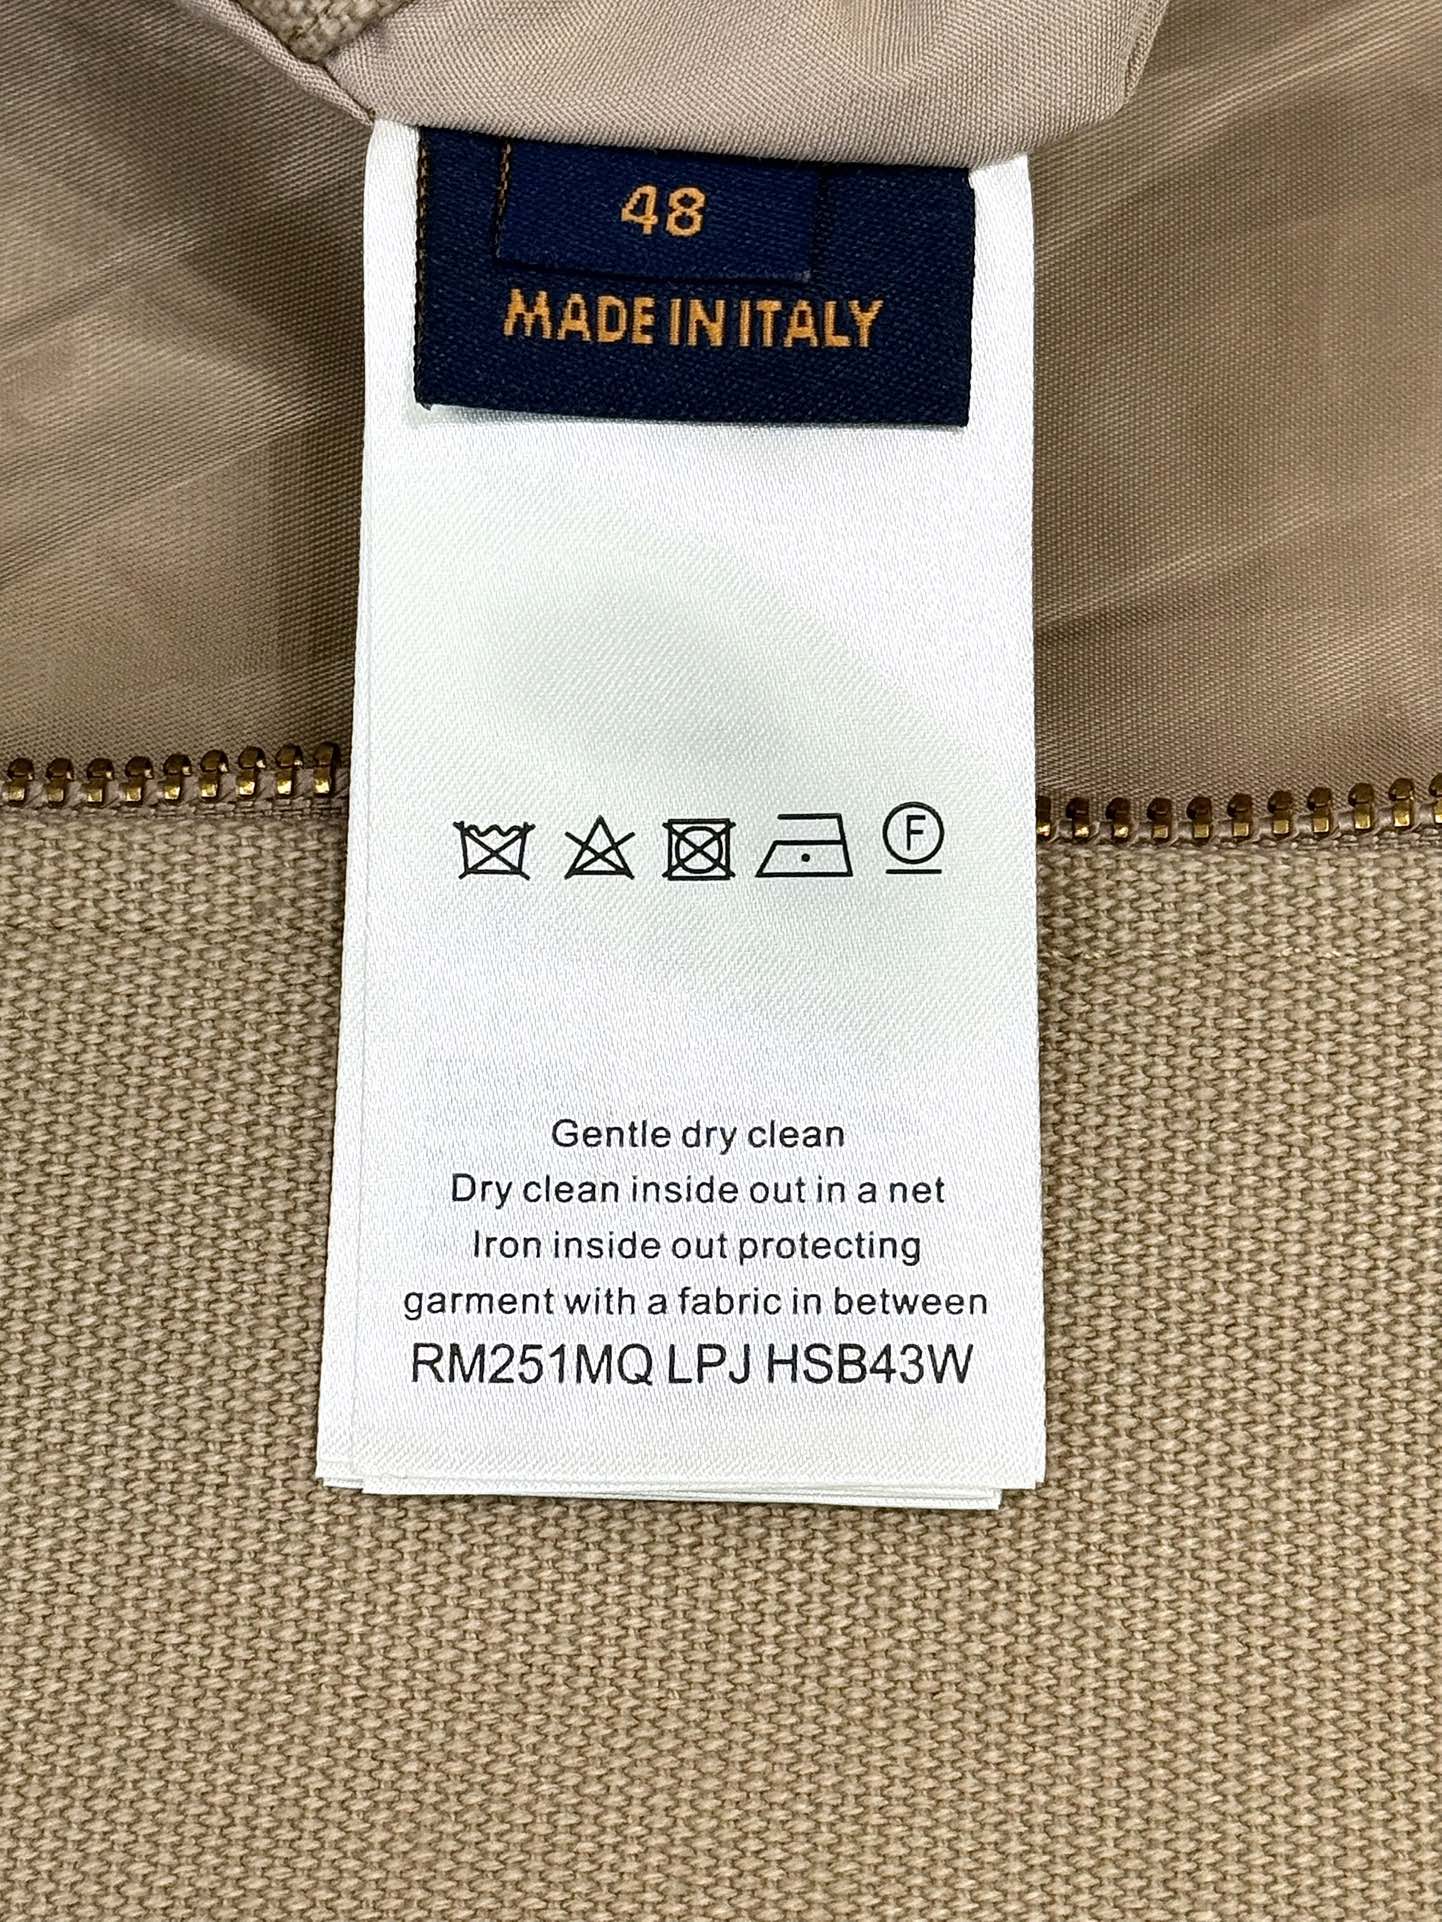 48
MADE IN ITALY
F
Gentle dry clean
Dry clean inside out in a net
Iron inside out protecting
garment with a fabric in between
RM251MQ LPJ HSB43W